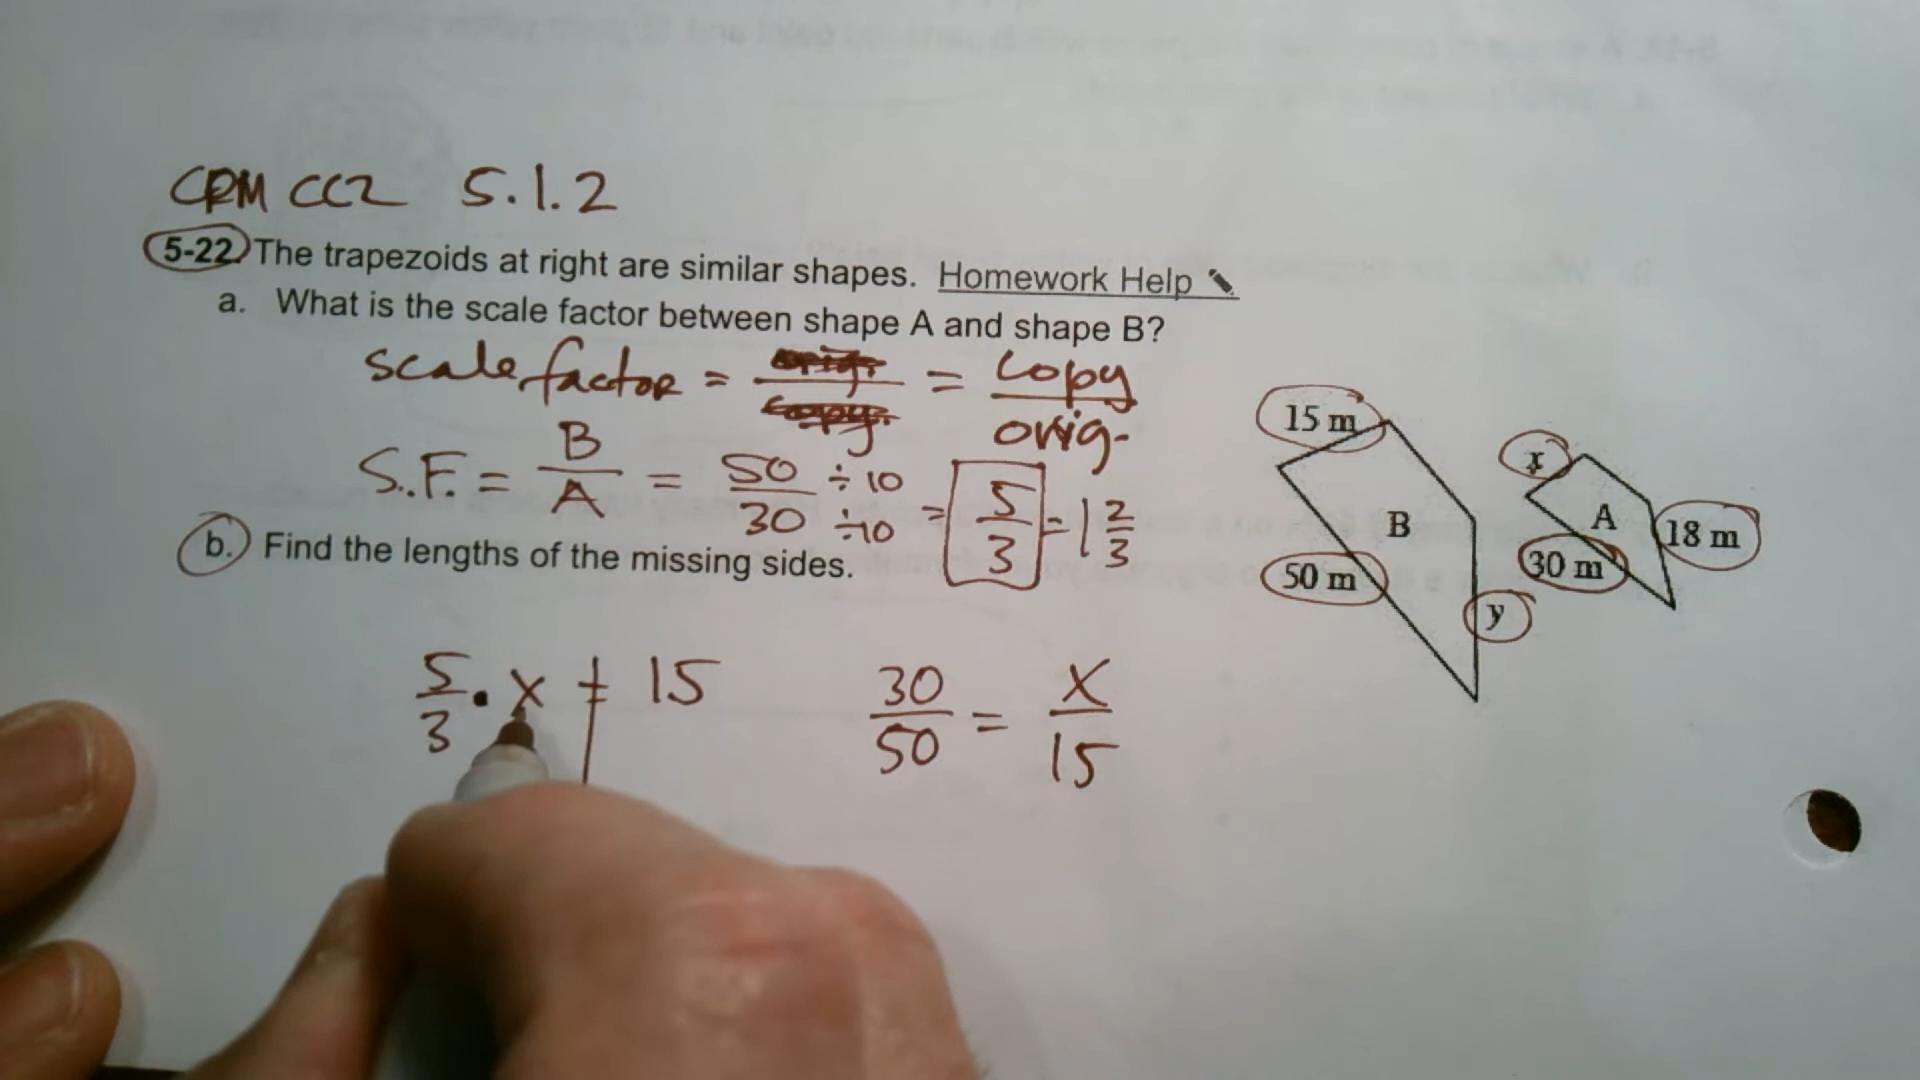 CPM CC2 5.1.2
5-22. The trapezoids at right are similar shapes. Homework Help ✎
a. What is the scale factor between shape A and shape B?
scale factor = orig. / copy = copy / orig.
S.F. = B/A = 50/30 ÷10/÷10 = 5/3 = 1 2/3
b. Find the lengths of the missing sides.
15 m
B
50 m
y
x
A
30 m
18 m
5/3 · x = 15
30/50 = x/15